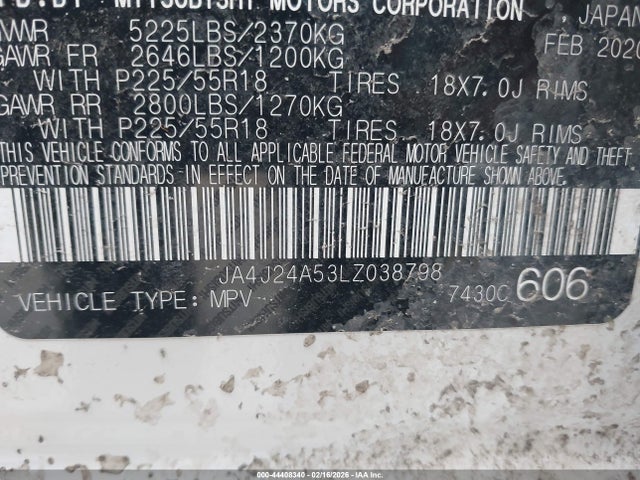 MITSUBISHI MOTORS CORPORATION JAPAN
GVWR 5225LBS/2370KG FEB 2020
GAWR FR 2646LBS/1200KG
WITH P225/55R18 TIRES 18X7.0J RIMS
GAWR RR 2800LBS/1270KG
WITH P225/55R18 TIRES 18X7.0J RIMS
THIS VEHICLE CONFORMS TO ALL APPLICABLE FEDERAL MOTOR VEHICLE SAFETY AND THEFT
PREVENTION STANDARDS IN EFFECT ON THE DATE OF MANUFACTURE SHOWN ABOVE.
JA4J24A53LZ038798
VEHICLE TYPE: MPV 7430C 606
000-44408340 - 02/16/2026 - IAAI.COM